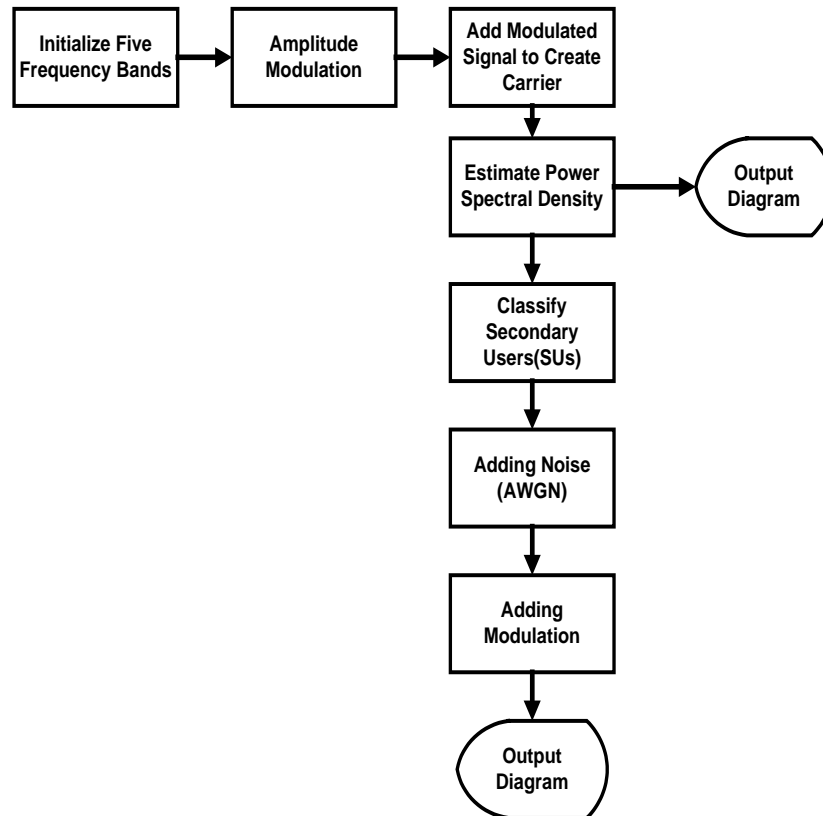 Initialize Five
Frequency Bands
Amplitude
Modulation
Add Modulated
Signal to Create
Carrier
Estimate Power
Spectral Density
Output
Diagram
Classify
Secondary
Users(SUs)
Adding Noise
(AWGN)
Adding
Modulation
Output
Diagram